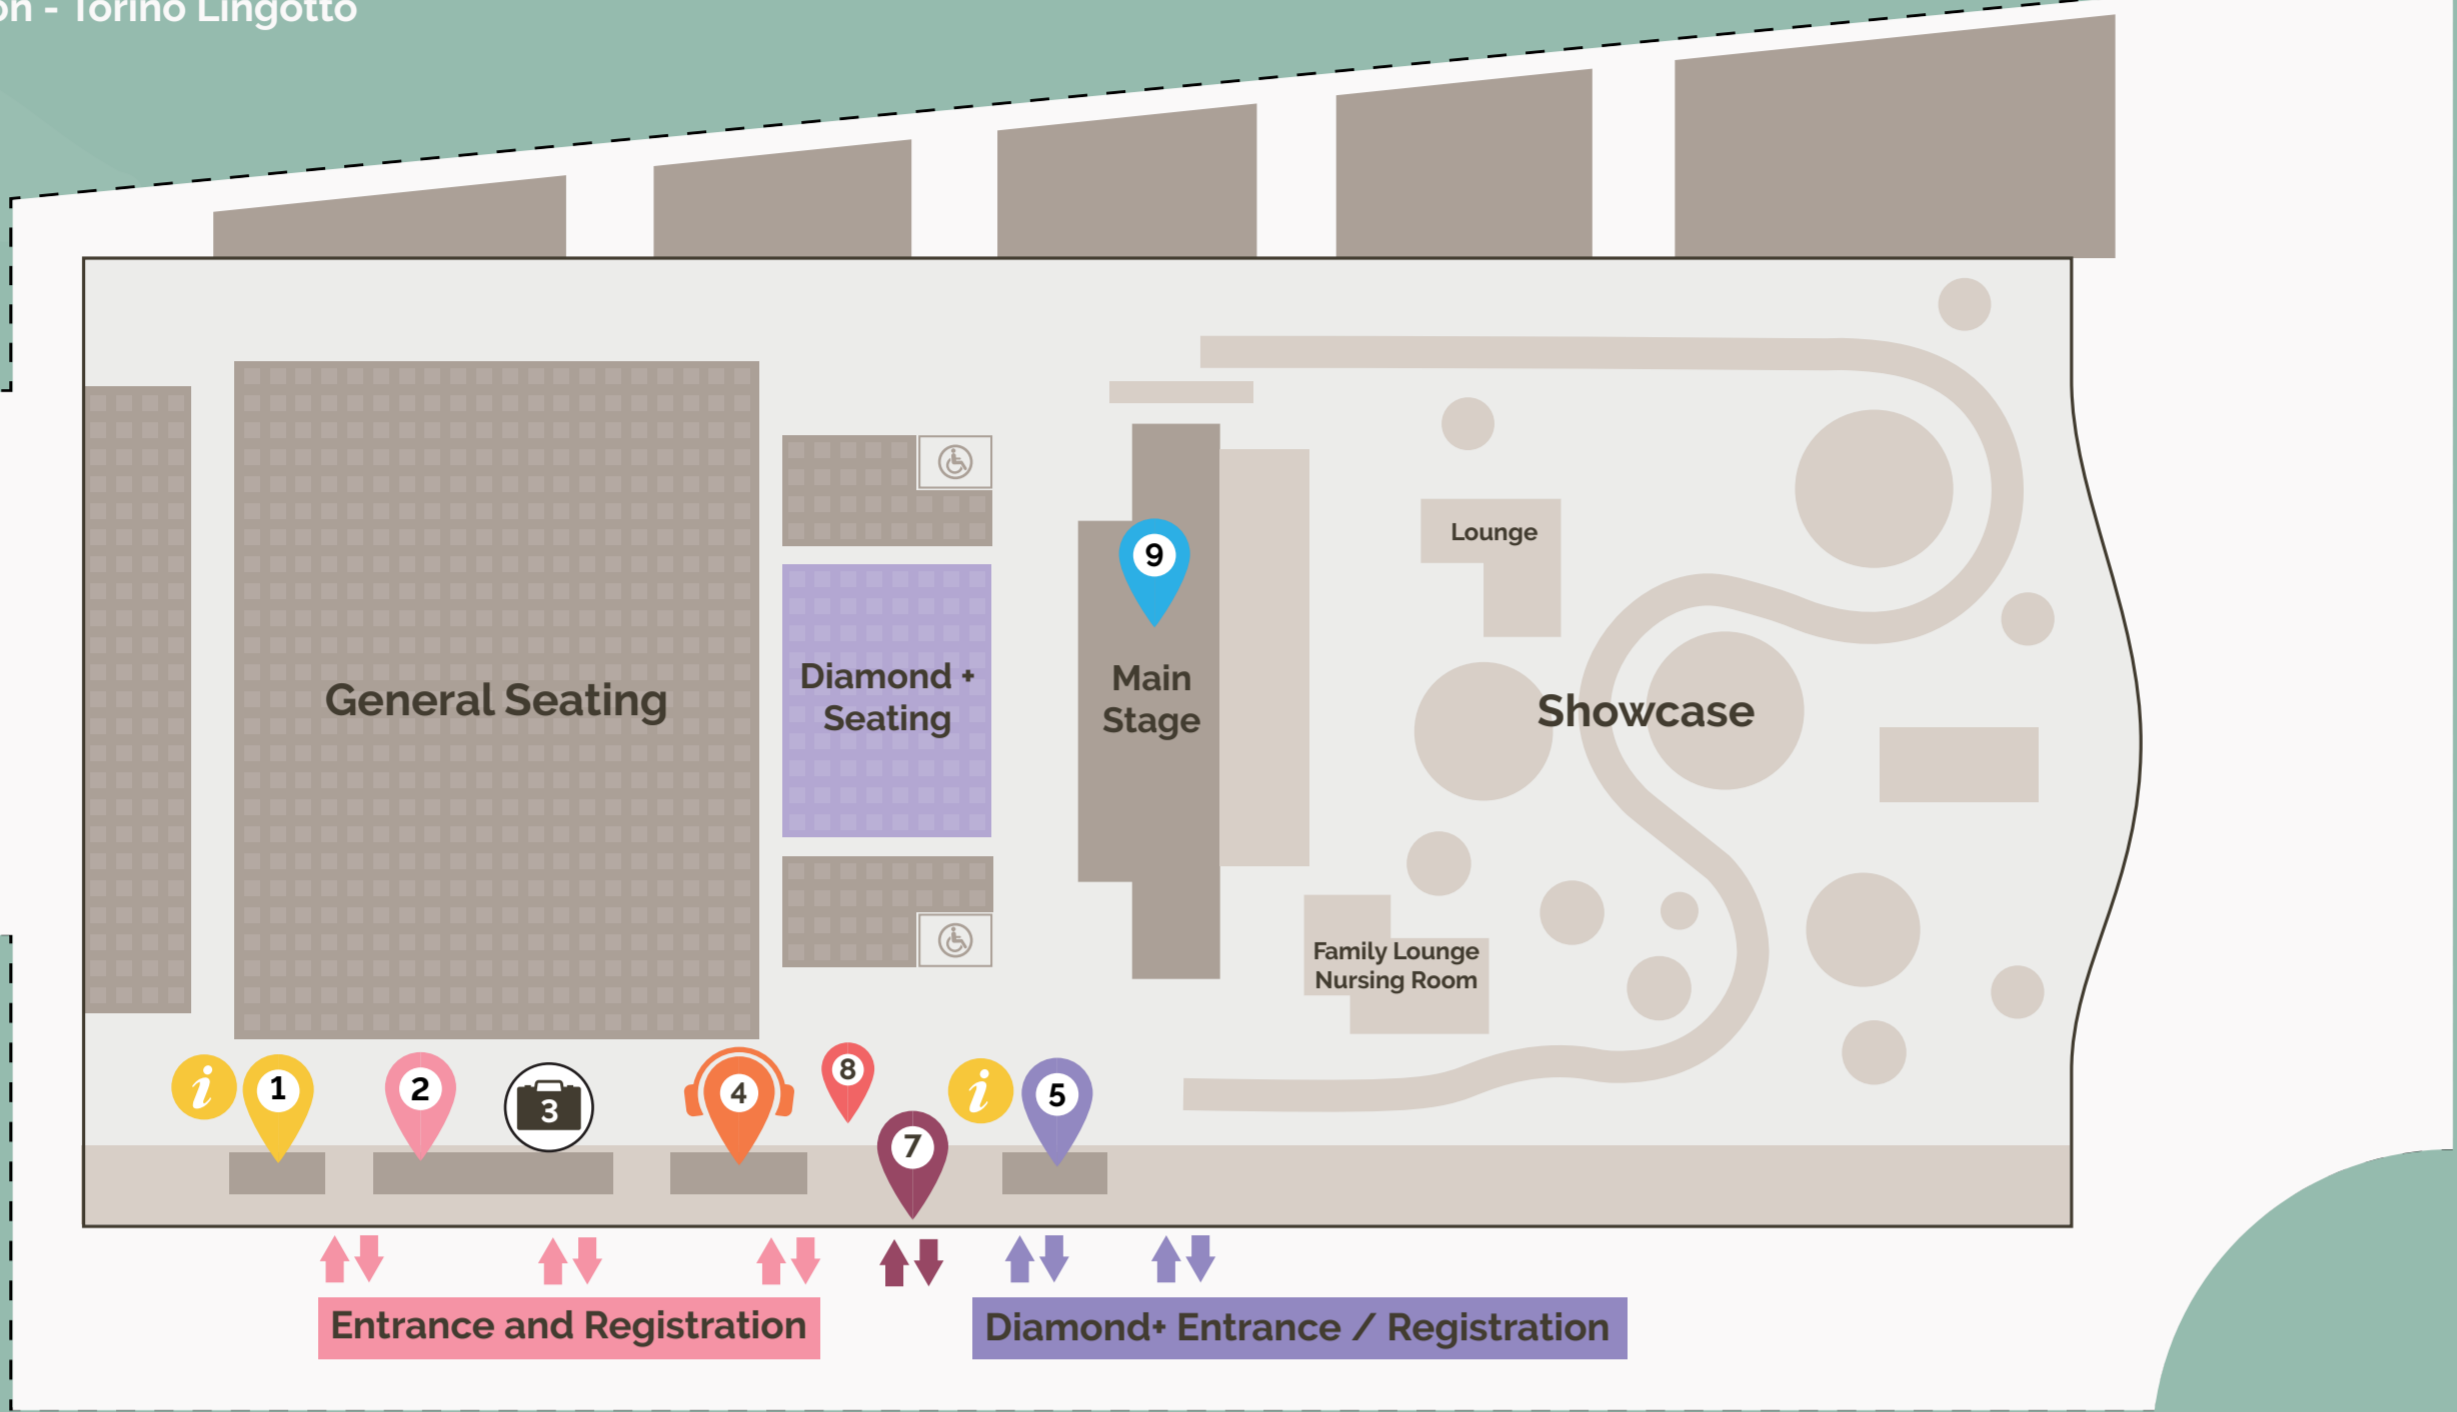 - Torino Lingotto
9
Lounge
General Seating
Diamond +
Seating
Main
Stage
Showcase
Family Lounge
Nursing Room
i
1
2
3
4
8
7
i
5
Entrance and Registration
Diamond+ Entrance / Registration